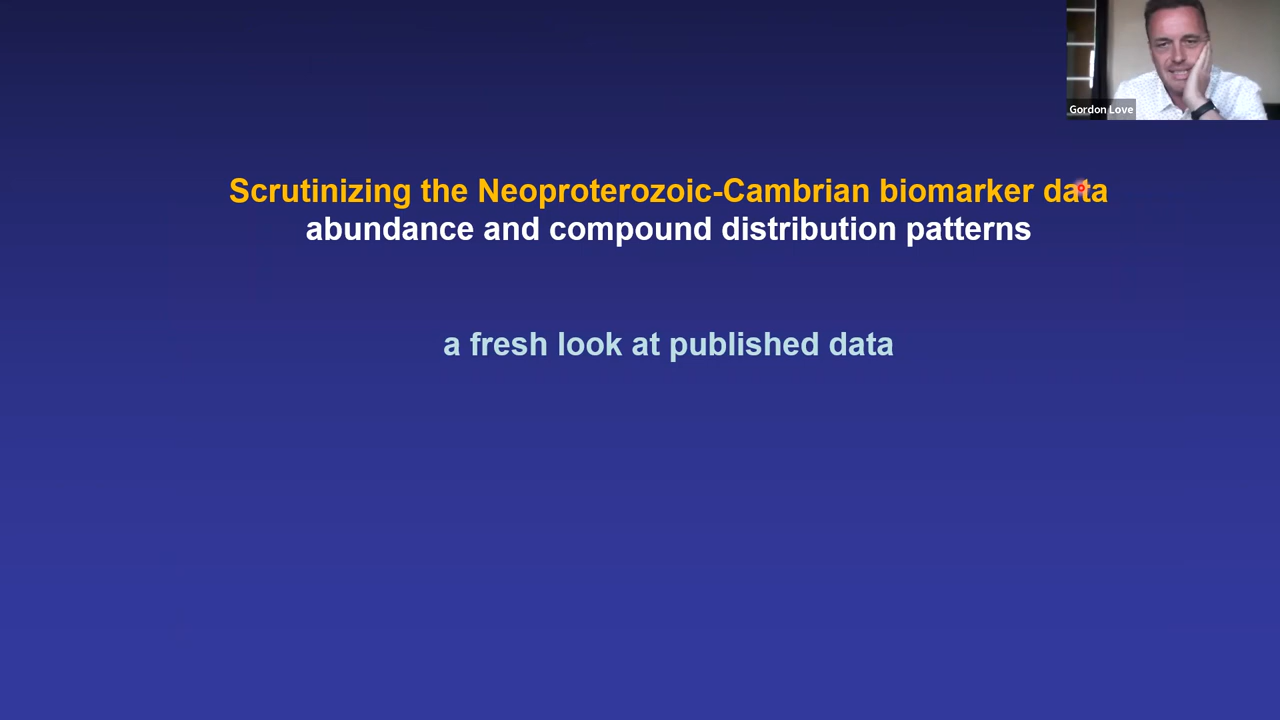 Gordon Love
Scrutinizing the Neoproterozoic-Cambrian biomarker data
abundance and compound distribution patterns
a fresh look at published data